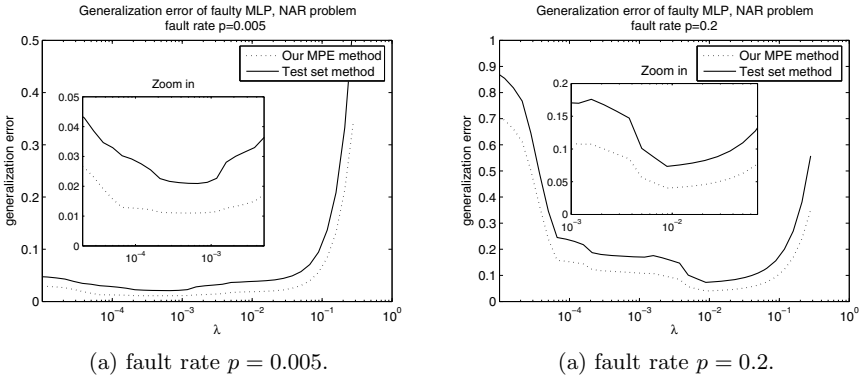 Generalization error of faulty MLP, NAR problem
fault rate p=0.005
0.5
0.4
0.3
0.2
0.1
0
generalization error
Our MPE method
Test set method
Zoom in
0.05
0.04
0.03
0.02
0.01
0
10⁻⁴
10⁻³
10⁻⁴
10⁻³
10⁻²
10⁻¹
10⁰
λ
(a) fault rate p = 0.005.
Generalization error of faulty MLP, NAR problem
fault rate p=0.2
1
0.9
0.8
0.7
0.6
0.5
0.4
0.3
0.2
0.1
0
generalization error
Our MPE method
Test set method
Zoom in
0.2
0.15
0.1
0.05
0
10⁻³
10⁻²
10⁻⁴
10⁻³
10⁻²
10⁻¹
10⁰
λ
(a) fault rate p = 0.2.